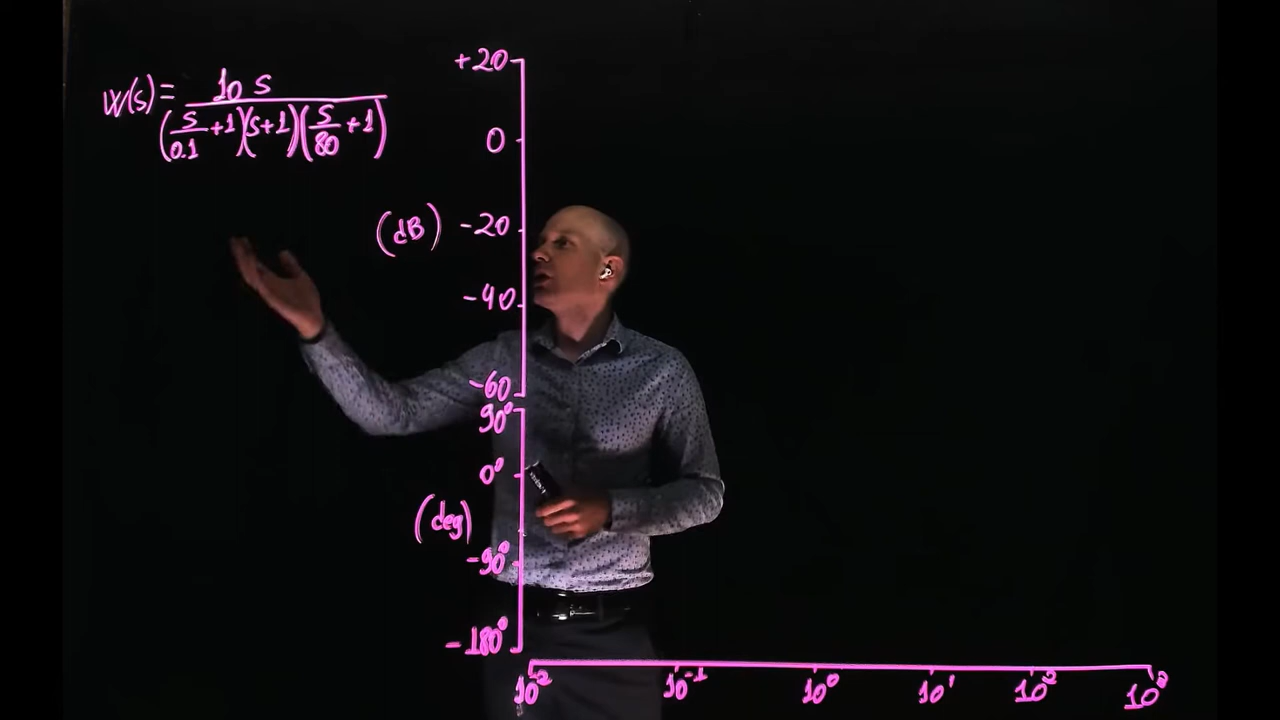 W(s) = 10 s / (s/0.1 + 1)(s+1)(s/80 + 1)
+20
0
(dB) -20
-40
-60
90°
0°
(deg)
-90°
-180°
10^-2 10^-1 10^0 10^1 10^2 10^3